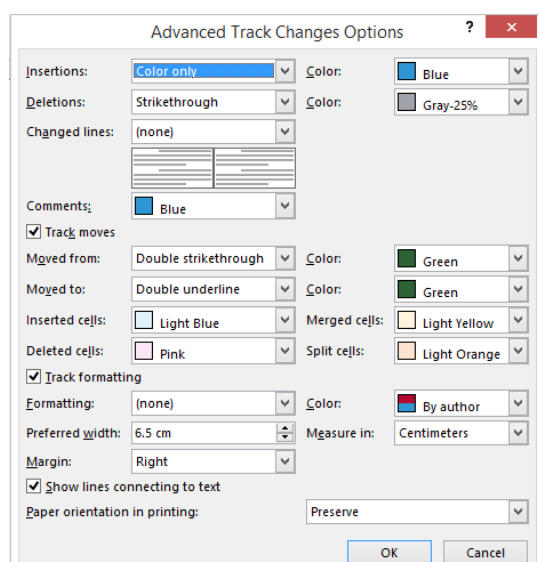 Advanced Track Changes Options ? ×
Insertions: Color only Color: Blue
Deletions: Strikethrough Color: Gray-25%
Changed lines: (none)
Comments: Blue
Track moves
Moved from: Double strikethrough Color: Green
Moved to: Double underline Color: Green
Inserted cells: Light Blue Merged cells: Light Yellow
Deleted cells: Pink Split cells: Light Orange
Track formatting
Formatting: (none) Color: By author
Preferred width: 6.5 cm Measure in: Centimeters
Margin: Right
Show lines connecting to text
Paper orientation in printing: Preserve
OK Cancel